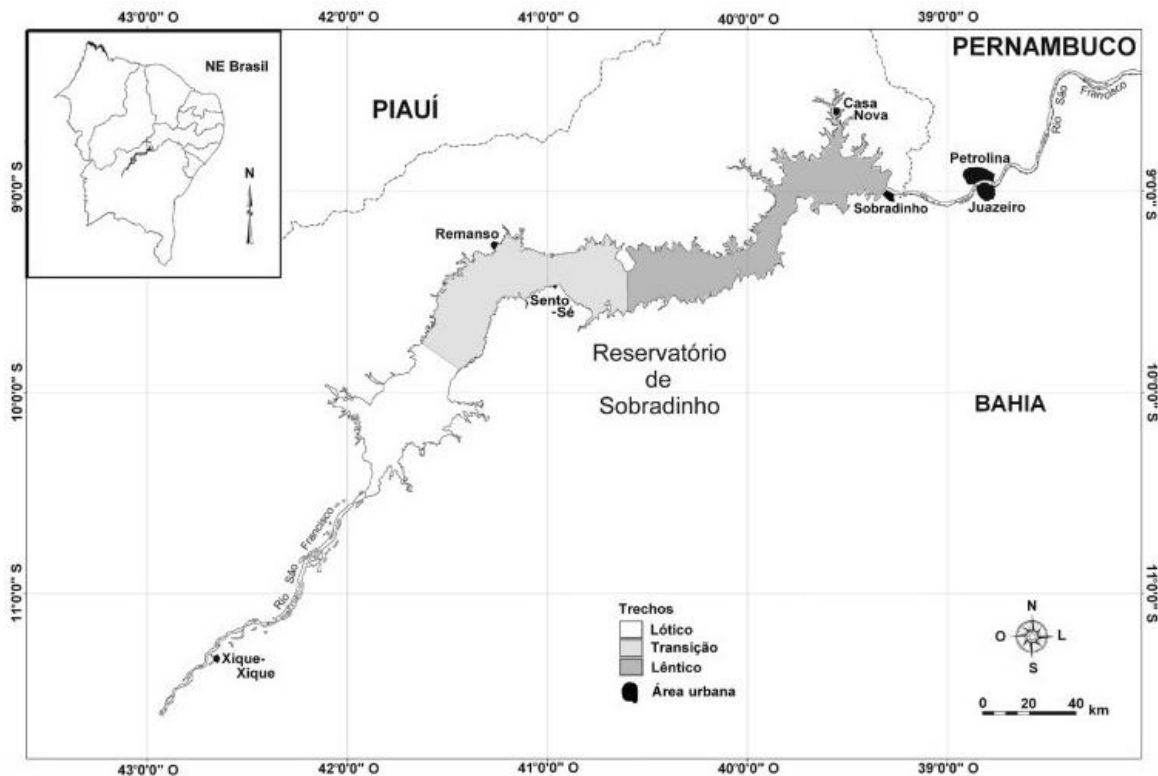 43°0'0" O
42°0'0" O
41°0'0" O
40°0'0" O
39°0'0" O
NE Brasil
N
PERNAMBUCO
PIAUÍ
Rio São Francisco
Casa
Nova
Petrolina
9°0'0" S
9°0'0" S
Sobradinho
Juazeiro
Remanso
Sento
-Sé
Reservatório
de
Sobradinho
10°0'0" S
BAHIA
10°0'0" S
Rio São Francisco
11°0'0" S
11°0'0" S
Trechos
Lótico
Transição
Lêntico
Área urbana
N
O
L
S
Xique-
Xique
0 20 40
km
43°0'0" O
42°0'0" O
41°0'0" O
40°0'0" O
39°0'0" O